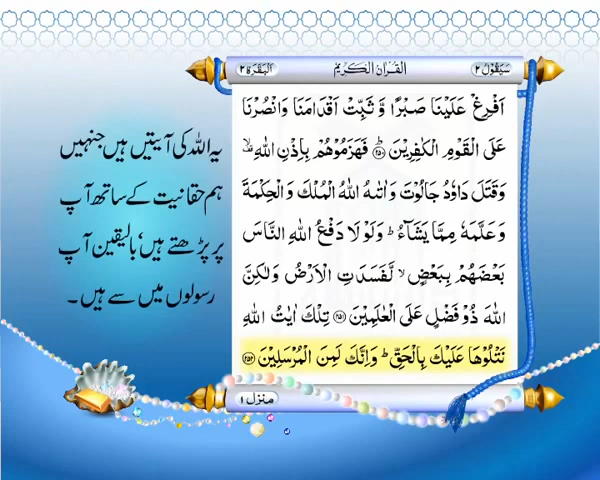 سَيَقُوْلُ ٢
القرآن الكريم
اَلْبَقَرَة ٢
اَفْرِغْ عَلَيْنَا صَبْرًا وَّ ثَبِّتْ اَقْدَامَنَا وَانْصُرْنَا
عَلَى الْقَوْمِ الْكٰفِرِيْنَ ﴿٢٥٠﴾ فَهَزَمُوْهُمْ بِاِذْنِ اللّٰهِ ۙ
وَقَتَلَ دَاوٗدُ جَالُوْتَ وَاٰتٰىهُ اللّٰهُ الْمُلْكَ وَالْحِكْمَةَ
وَعَلَّمَهٗ مِمَّا يَشَآءُ ؕ وَلَوْلَا دَفْعُ اللّٰهِ النَّاسَ
بَعْضَهُمْ بِبَعْضٍ ۙ لَّفَسَدَتِ الْاَرْضُ وَلٰكِنَّ
اللّٰهَ ذُوْ فَضْلٍ عَلَى الْعٰلَمِيْنَ ﴿٢٥١﴾ تِلْكَ اٰيٰتُ اللّٰهِ
نَتْلُوْهَا عَلَيْكَ بِالْحَقِّ ؕ وَاِنَّكَ لَمِنَ الْمُرْسَلِيْنَ ﴿٢٥٢﴾
منزل ١
یہ اللہ کی آیتیں ہیں جنہیں
ہم حقانیت کے ساتھ آپ
پر پڑھتے ہیں، بالیقین آپ
رسولوں میں سے ہیں۔